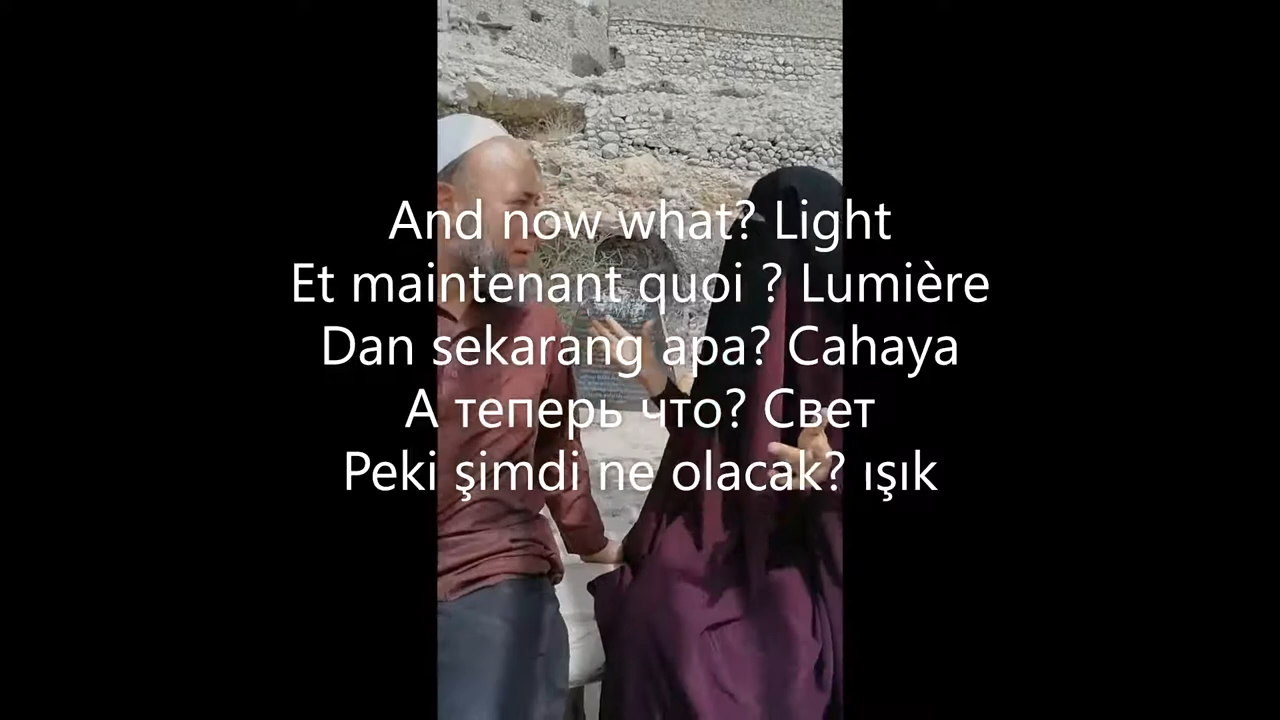 And now what? Light
Et maintenant quoi ? Lumière
Dan sekarang apa? Cahaya
А теперь что? Свет
Peki şimdi ne olacak? ışık